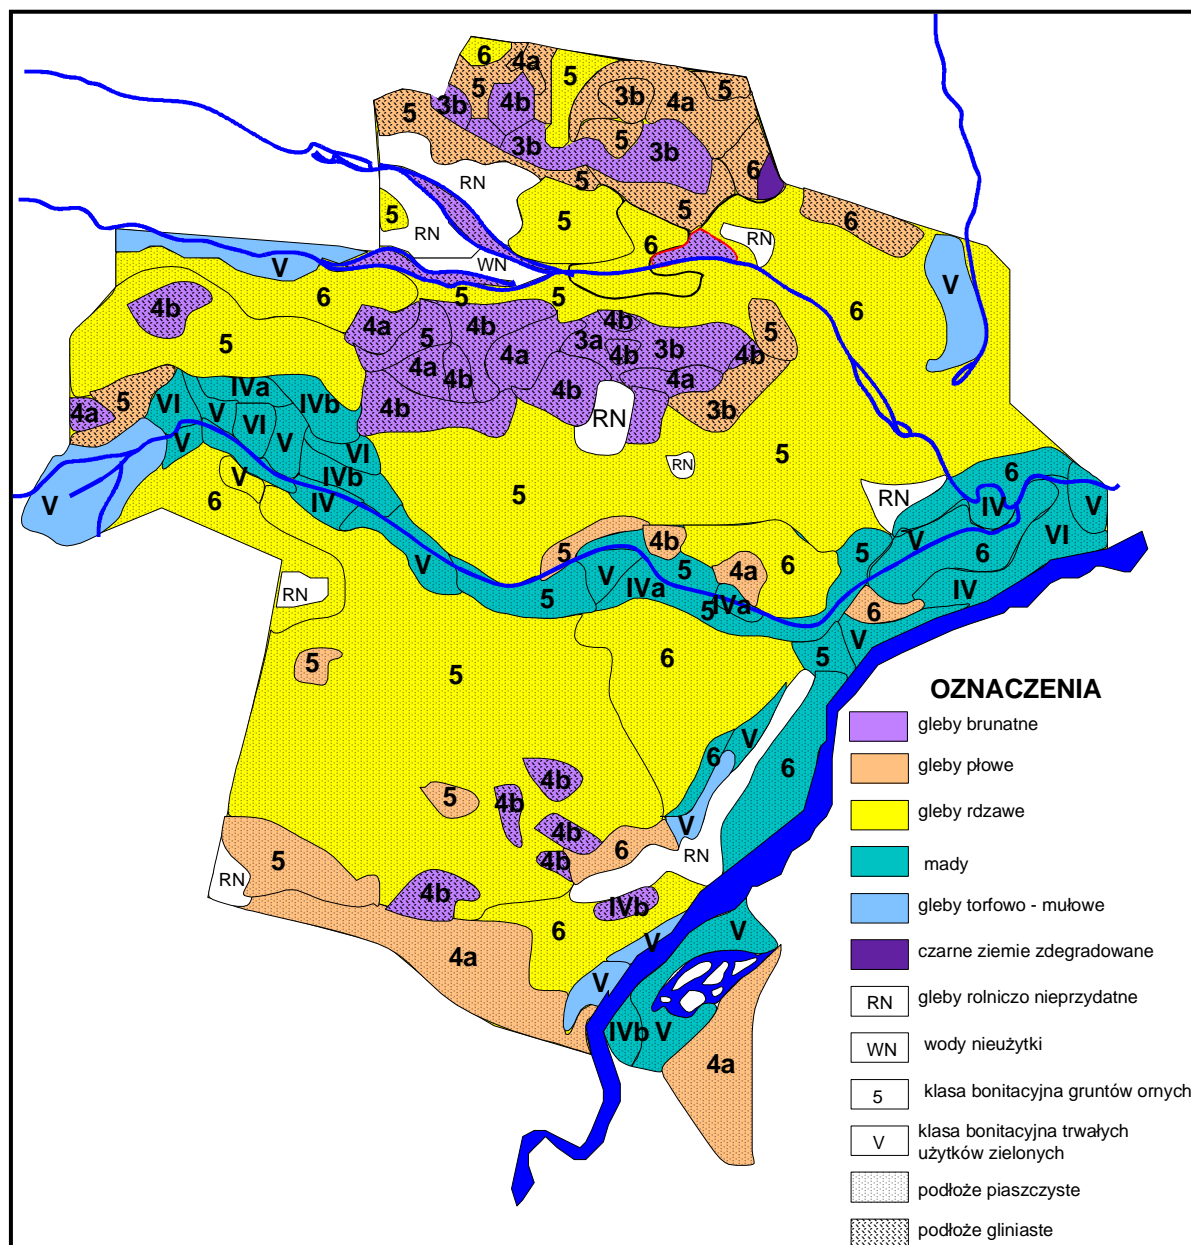 6
4a
5
5
3b
4b
3b
4a
5
5
3b
5
3b
6
RN
5
5
6
5
5
RN
6
RN
V
WN
V
6
5
5
6
4b
4a
5
4b
4b
3a
5
5
4a
4a
4b
3b
4b
4b
4a
4b
4b
3b
RN
5
4a
IVa
IVb
VI
V
VI
V
V
VI
IVb
V
IV
V
6
RN
5
5
RN
6
IV
V
VI
V
6
IV
5
4b
5
5
V
V
5
IVa
4a
6
5
IVa
6
RN
5
5
6
5
V
6
V
6
4b
5
4b
4b
4b
6
V
RN
5
RN
4b
IVb
6
V
V
4a
V
IVb
V
4a
OZNACZENIA
gleby brunatne
gleby płowe
gleby rdzawe
mady
gleby torfowo - mułowe
czarne ziemie zdegradowane
RN gleby rolniczo nieprzydatne
WN wody nieużytki
5 klasa bonitacyjna gruntów ornych
V klasa bonitacyjna trwałych
użytków zielonych
podłoże piaszczyste
podłoże gliniaste